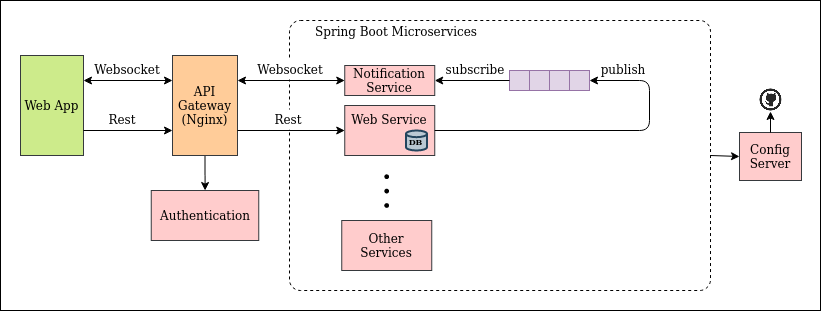 Spring Boot Microservices
Web App
Websocket
Rest
API
Gateway
(Nginx)
Websocket
Rest
Notification
Service
subscribe
publish
Web Service
DB
Authentication
Other
Services
Config
Server